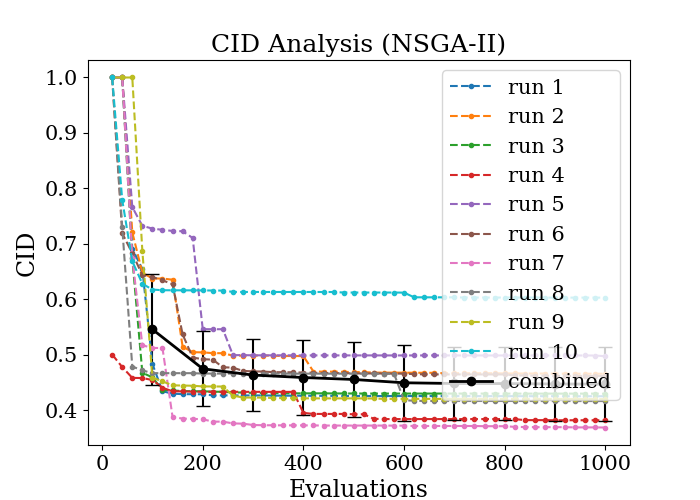 CID Analysis (NSGA-II)
CID
1.0
0.9
0.8
0.7
0.6
0.5
0.4
run 1
run 2
run 3
run 4
run 5
run 6
run 7
run 8
run 9
run 10
combined
0
200
400
600
800
1000
Evaluations